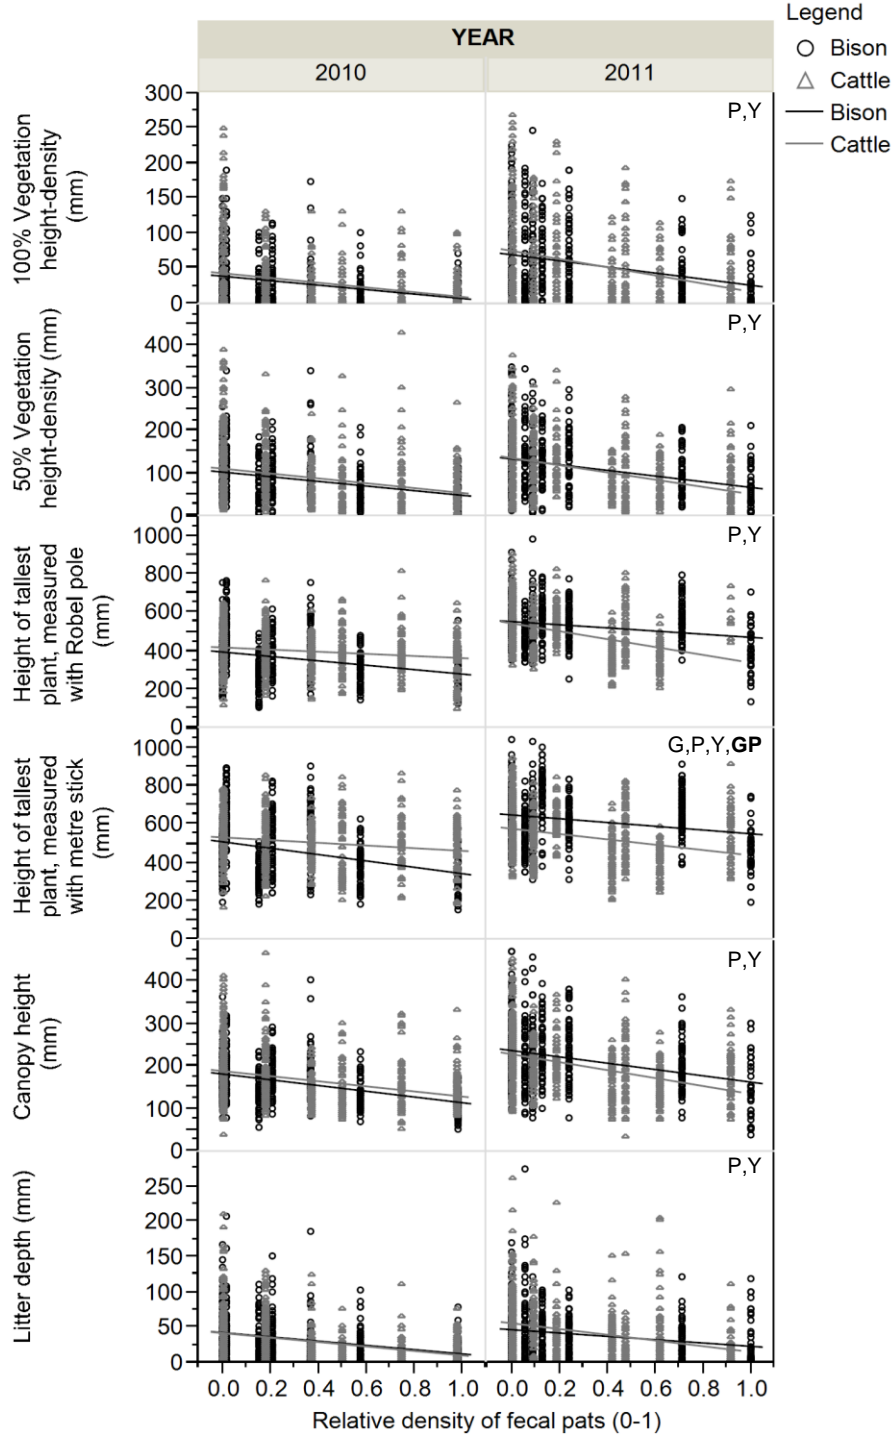 Legend
Bison
Cattle
Bison
Cattle
YEAR
2010
2011
100% Vegetation
height-density
(mm)
300
250
200
150
100
50
0
P,Y
50% Vegetation
height-density (mm)
400
300
200
100
0
P,Y
Height of tallest
plant, measured
with Robel pole
(mm)
1000
800
600
400
200
0
P,Y
Height of tallest
plant, measured
with metre stick
(mm)
1000
800
600
400
200
0
G,P,Y,GP
Canopy height
(mm)
400
300
200
100
0
P,Y
Litter depth (mm)
250
200
150
100
50
0
P,Y
0.0 0.2 0.4 0.6 0.8 1.0
0.0 0.2 0.4 0.6 0.8 1.0
Relative density of fecal pats (0-1)